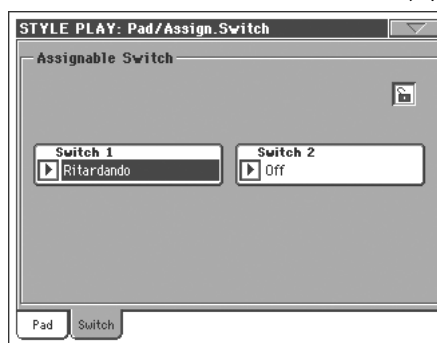 STYLE PLAY: Pad/Assign.Switch
Assignable Switch
Switch 1
Ritardando
Switch 2
Off
Pad
Switch